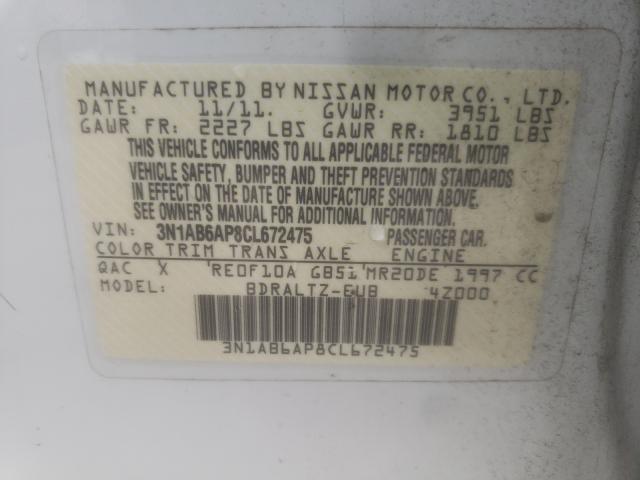 MANUFACTURED BY NISSAN MOTOR CO., LTD.
DATE: 11/11. GVWR: 3951 LBS
GAWR FR: 2227 LBS GAWR RR: 1810 LBS
THIS VEHICLE CONFORMS TO ALL APPLICABLE FEDERAL MOTOR
VEHICLE SAFETY, BUMPER AND THEFT PREVENTION STANDARDS
IN EFFECT ON THE DATE OF MANUFACTURE SHOWN ABOVE.
SEE OWNER'S MANUAL FOR ADDITIONAL INFORMATION.
VIN: 3N1AB6AP8CL672475 PASSENGER CAR.
COLOR TRIM TRANS AXLE ENGINE
QAC X RE0F10A GB51 MR20DE 1997 CC
MODEL: BDRALTZ-EUB 4Z000
3N1AB6AP8CL672475